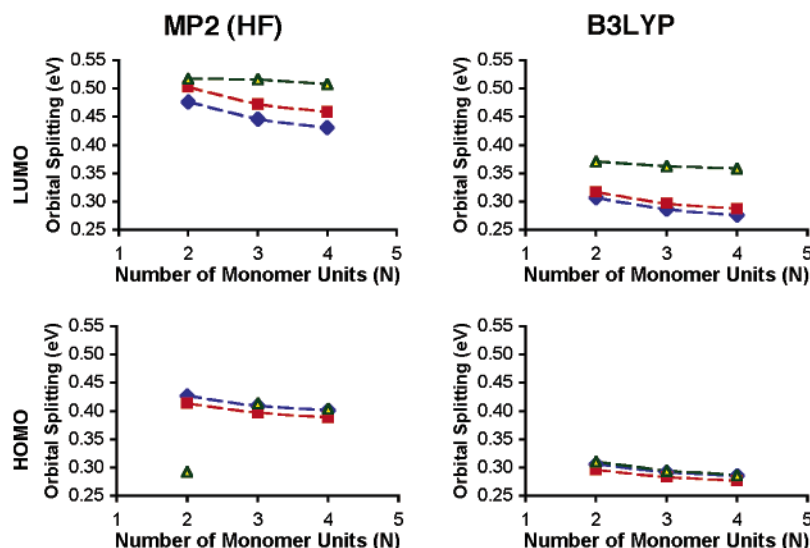 MP2 (HF)
B3LYP
LUMO
Orbital Splitting (eV)
0.55
0.50
0.45
0.40
0.35
0.30
0.25
1 2 3 4 5
Number of Monomer Units (N)
Orbital Splitting (eV)
0.55
0.50
0.45
0.40
0.35
0.30
0.25
1 2 3 4 5
Number of Monomer Units (N)
HOMO
Orbital Splitting (eV)
0.55
0.50
0.45
0.40
0.35
0.30
0.25
1 2 3 4 5
Number of Monomer Units (N)
Orbital Splitting (eV)
0.55
0.50
0.45
0.40
0.35
0.30
0.25
1 2 3 4 5
Number of Monomer Units (N)